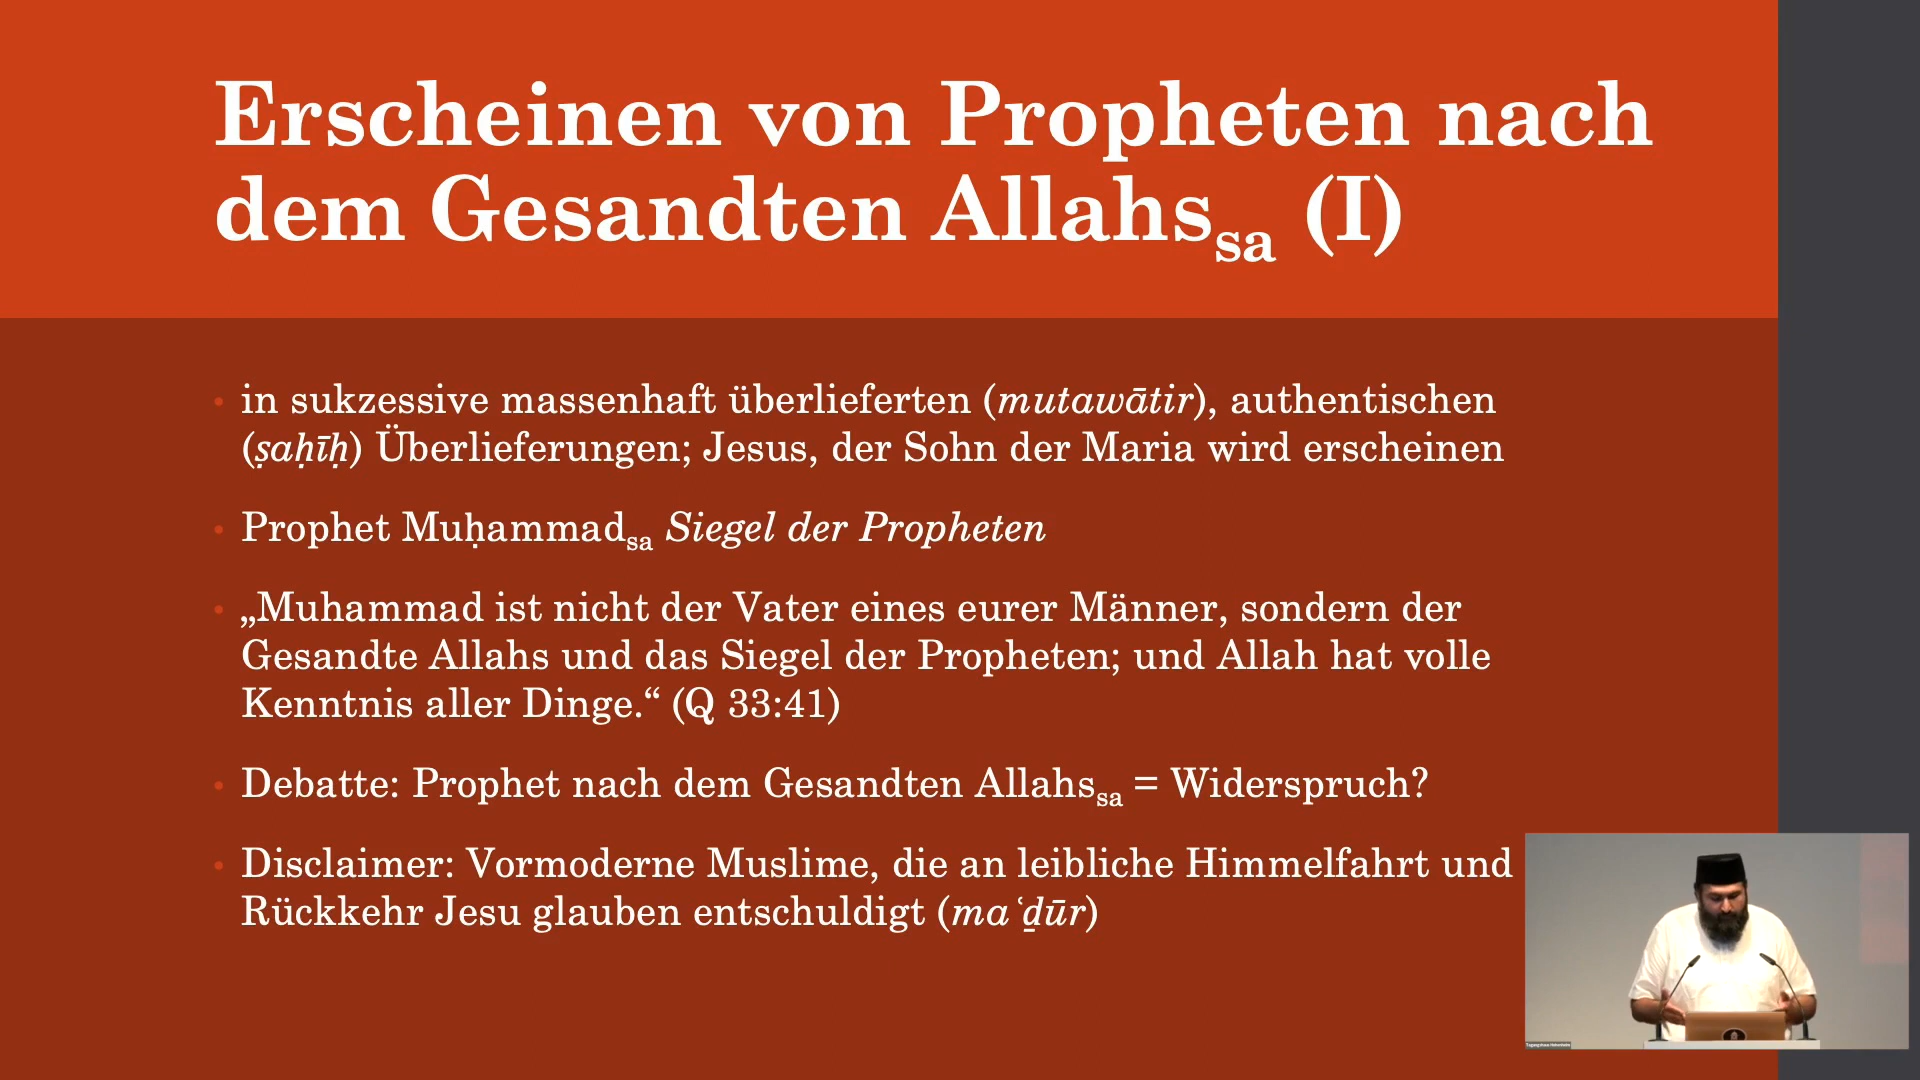 Erscheinen von Propheten nach
dem Gesandten Allahssa (I)
• in sukzessive massenhaft überlieferten (mutawātir), authentischen
(ṣaḥīḥ) Überlieferungen; Jesus, der Sohn der Maria wird erscheinen
• Prophet Muḥammadsa Siegel der Propheten
• „Muhammad ist nicht der Vater eines eurer Männer, sondern der
Gesandte Allahs und das Siegel der Propheten; und Allah hat volle
Kenntnis aller Dinge.“ (Q 33:41)
• Debatte: Prophet nach dem Gesandten Allahssa = Widerspruch?
• Disclaimer: Vormoderne Muslime, die an leibliche Himmelfahrt und
Rückkehr Jesu glauben entschuldigt (maʿḏūr)